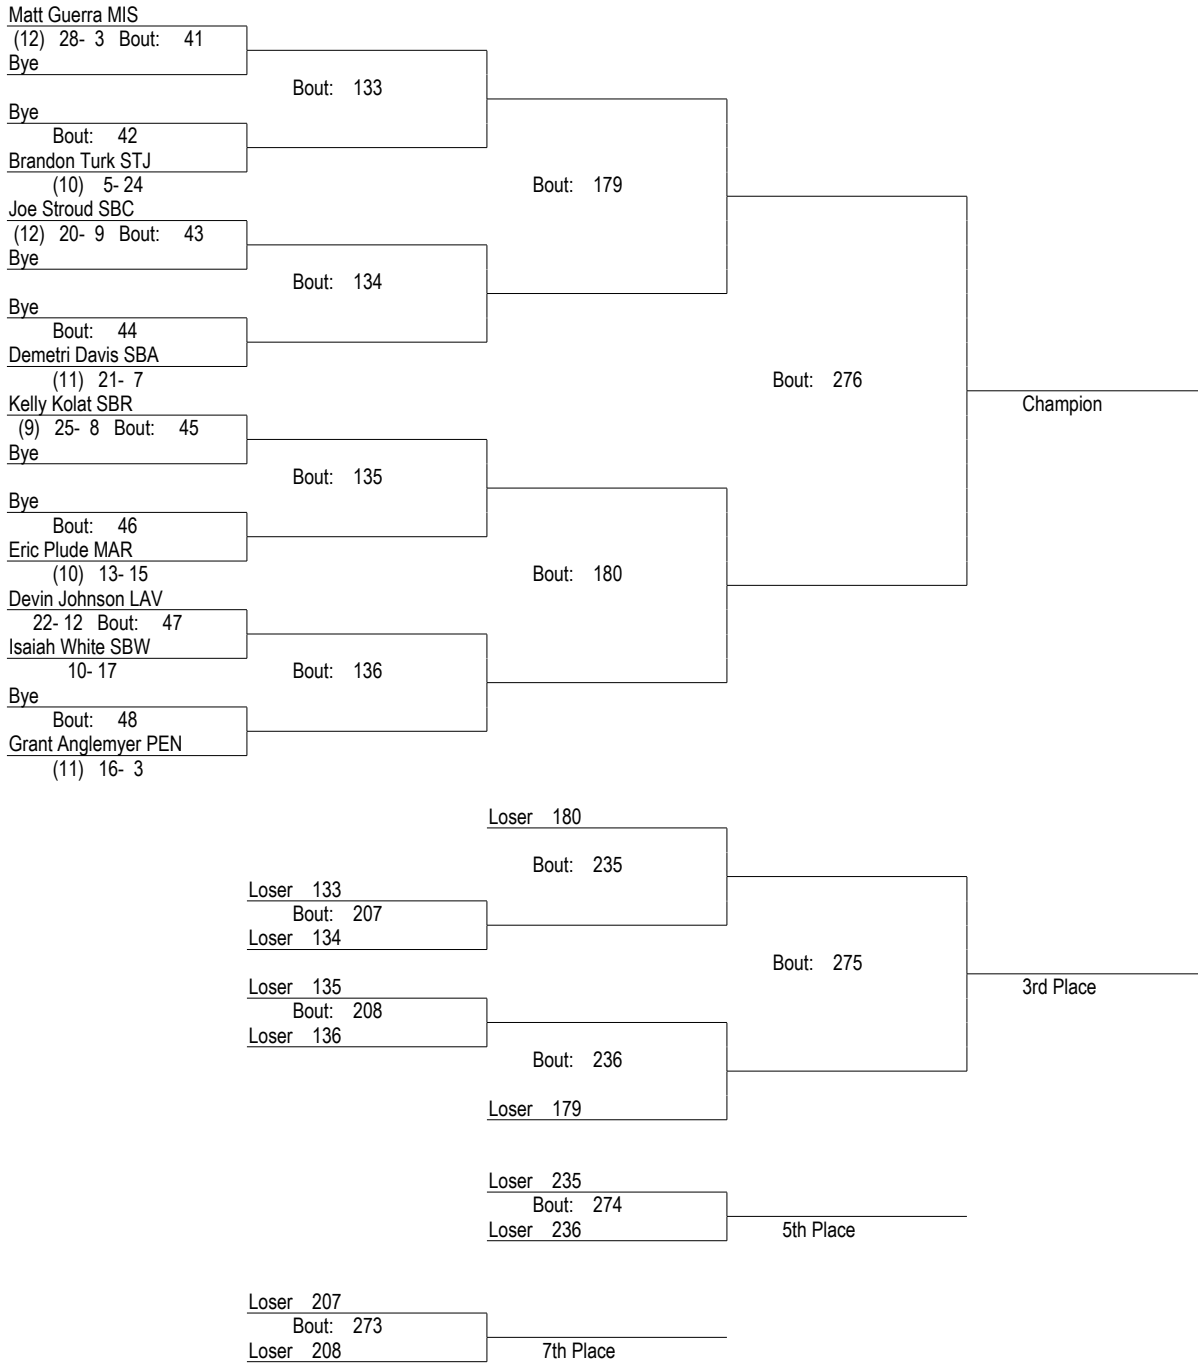 Matt Guerra MIS
(12) 28- 3 Bout: 41
Bye
Bout: 133
Bye
Bout: 42
Brandon Turk STJ
(10) 5- 24
Bout: 179
Joe Stroud SBC
(12) 20- 9 Bout: 43
Bye
Bout: 134
Bye
Bout: 44
Demetri Davis SBA
(11) 21- 7
Bout: 276
Champion
Kelly Kolat SBR
(9) 25- 8 Bout: 45
Bye
Bout: 135
Bye
Bout: 46
Eric Plude MAR
(10) 13- 15
Bout: 180
Devin Johnson LAV
22- 12 Bout: 47
Isaiah White SBW
10- 17
Bout: 136
Bye
Bout: 48
Grant Anglemyer PEN
(11) 16- 3
Loser 180
Bout: 235
Loser 133
Bout: 207
Loser 134
Bout: 275
3rd Place
Loser 135
Bout: 208
Loser 136
Bout: 236
Loser 179
Loser 235
Bout: 274
Loser 236
5th Place
Loser 207
Bout: 273
Loser 208
7th Place